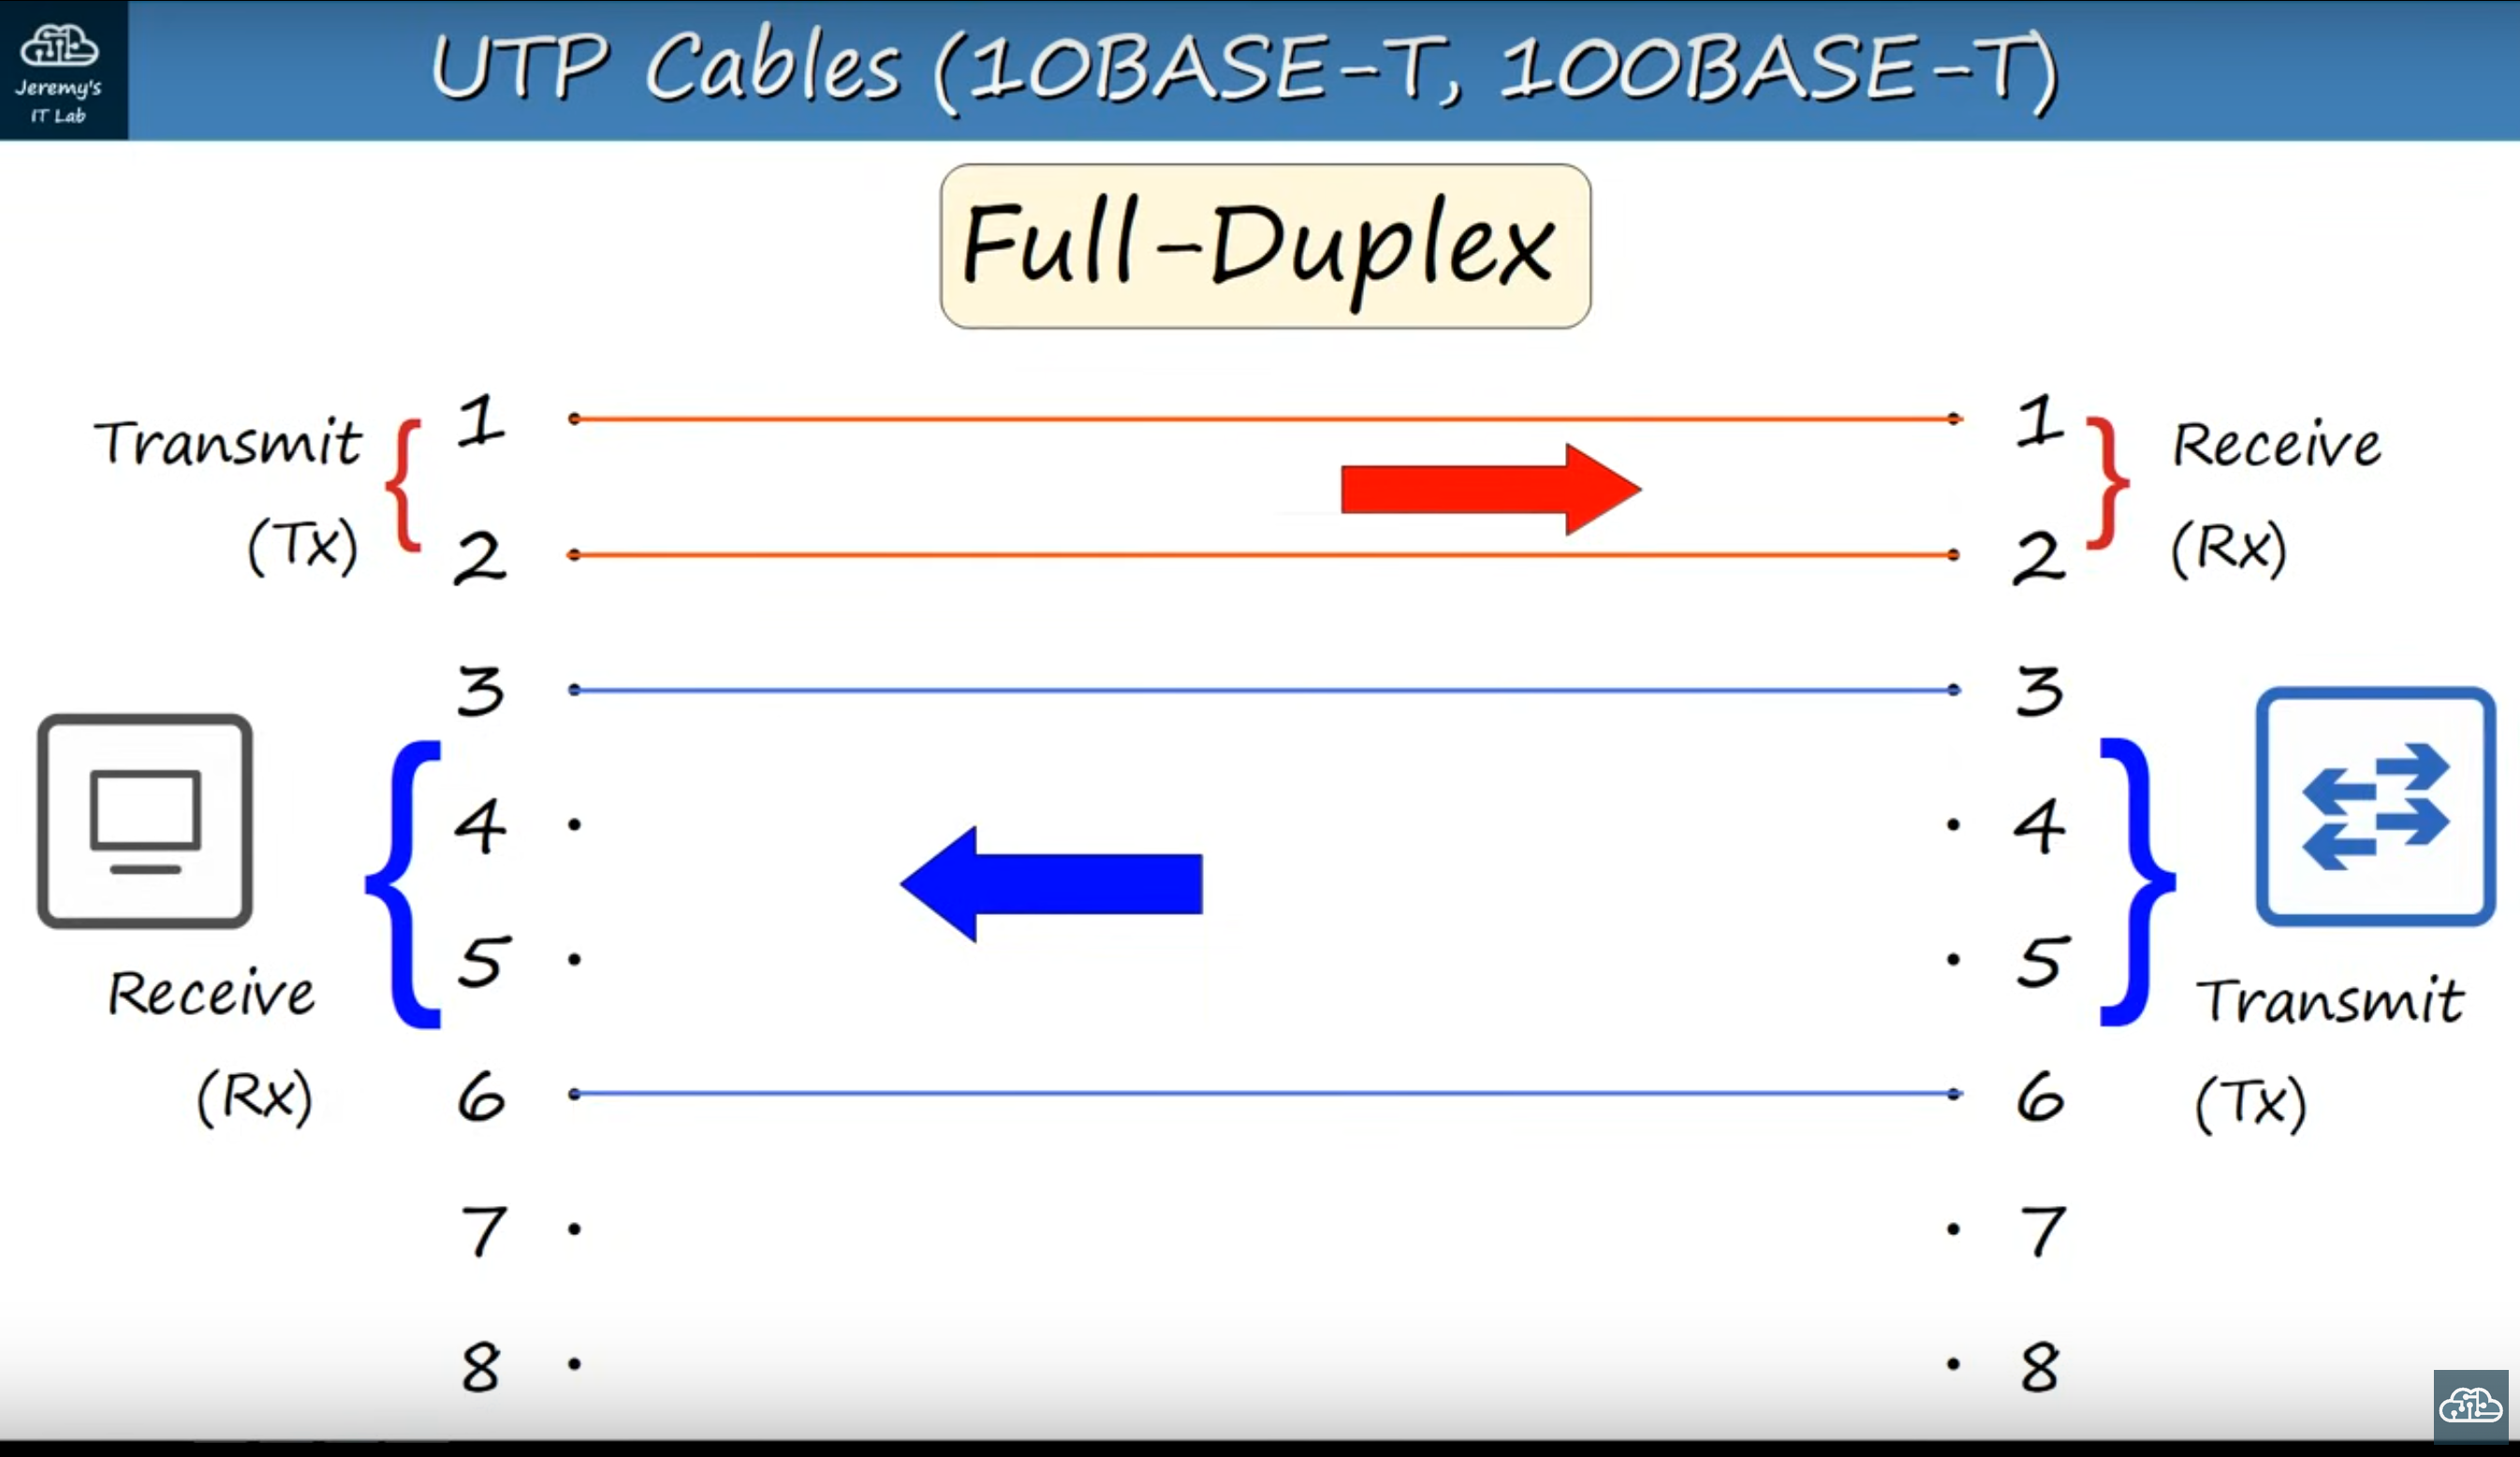 Jeremy's
IT Lab
UTP Cables (10BASE-T, 100BASE-T)
Full-Duplex
Transmit
(Tx)
1
2
3
4
5
6
7
8
Receive
(Rx)
1
2
3
4
5
6
7
8
Receive
(Rx)
Transmit
(Tx)